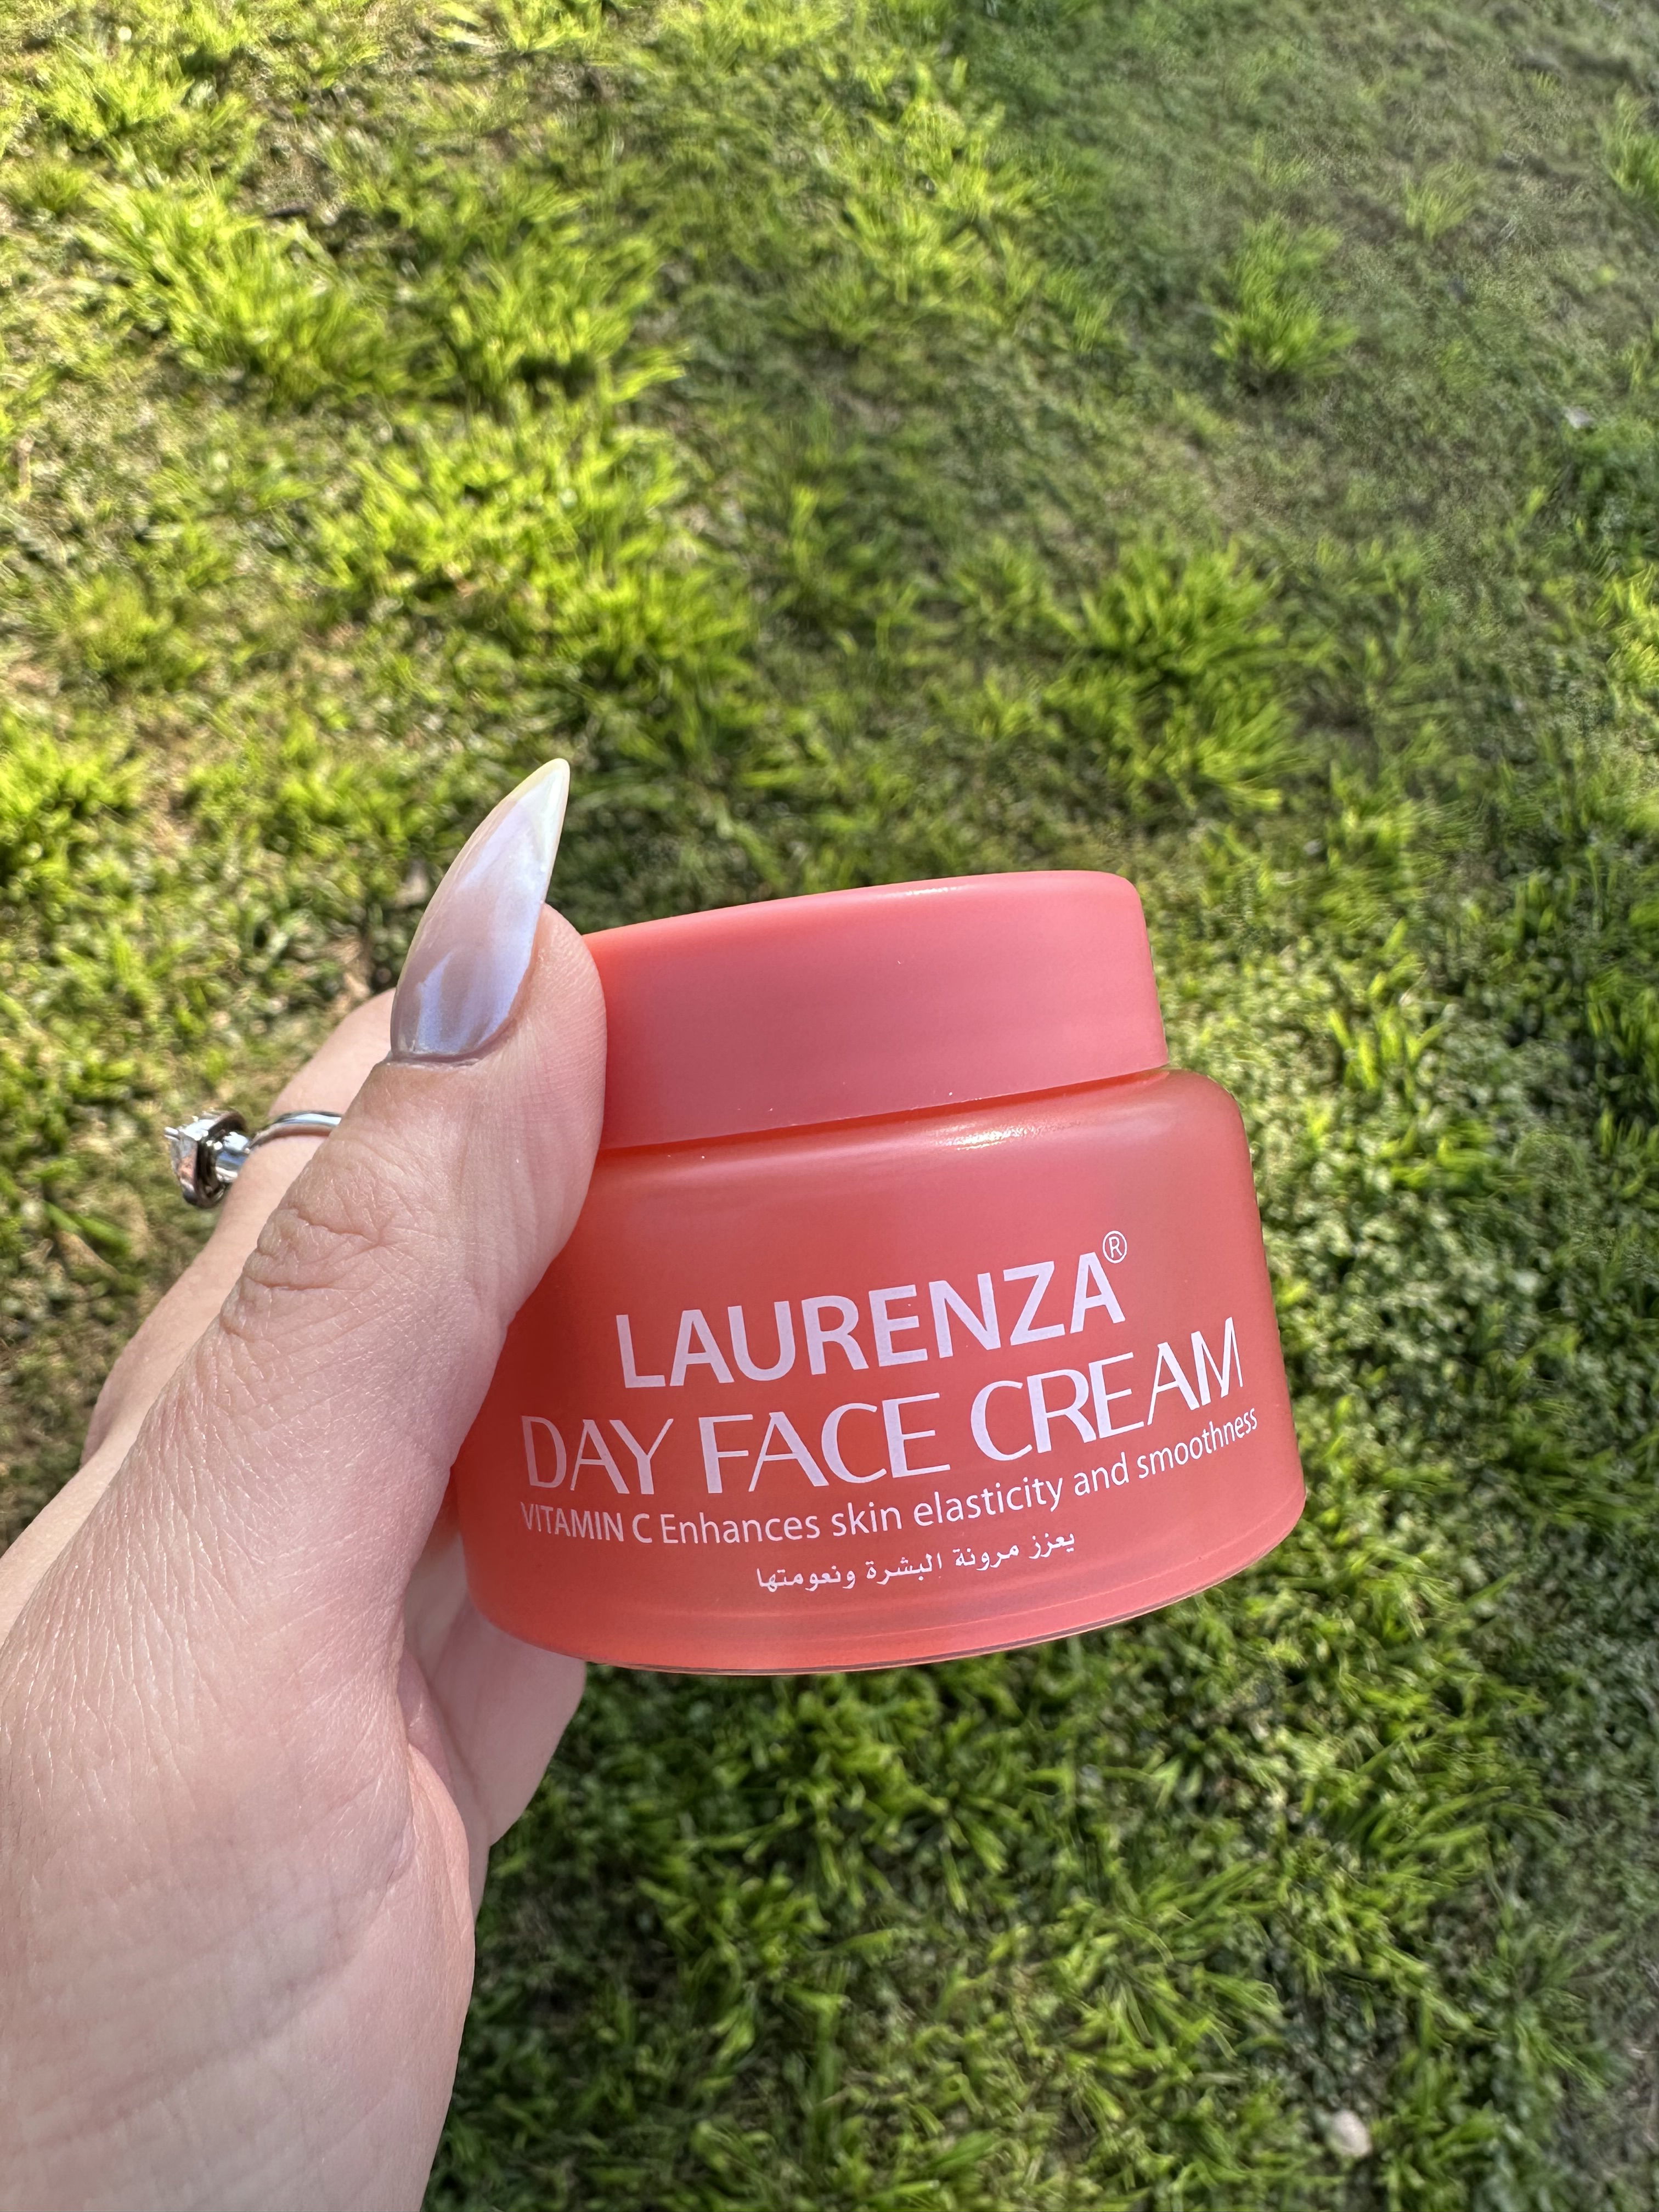 LAURENZA®
DAY FACE CREAM
VITAMIN C Enhances skin elasticity and smoothness
يعزز مرونة البشرة ونعومتها